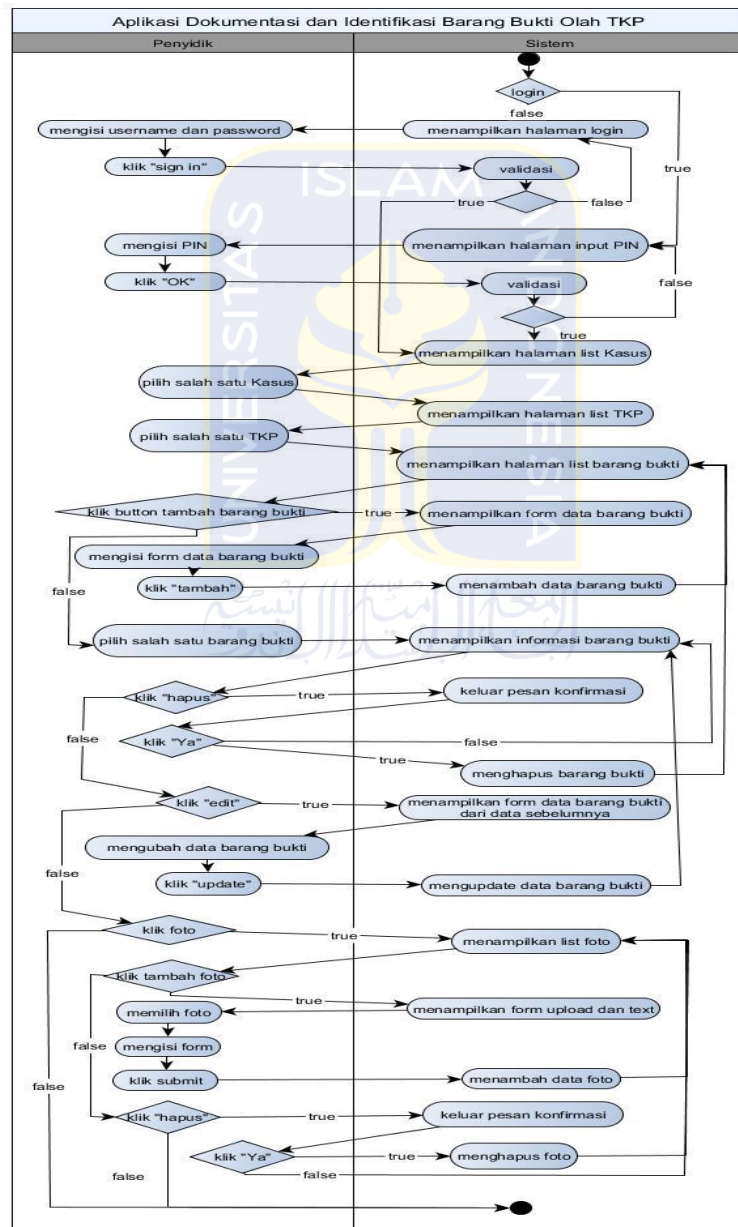 Aplikasi Dokumentasi dan Identifikasi Barang Bukti Olah TKP
Penyidik
Sistem
login
false
true
menampilkan halaman login
mengisi username dan password
klik "sign in"
validasi
true
false
menampilkan halaman input PIN
mengisi PIN
klik "OK"
validasi
false
true
menampilkan halaman list Kasus
pilih salah satu Kasus
menampilkan halaman list TKP
pilih salah satu TKP
menampilkan halaman list barang bukti
klik button tambah barang bukti
true
menampilkan form data barang bukti
mengisi form data barang bukti
klik "tambah"
menambah data barang bukti
false
pilih salah satu barang bukti
menampilkan informasi barang bukti
klik "hapus"
true
keluar pesan konfirmasi
false
klik "Ya"
false
true
menghapus barang bukti
klik "edit"
true
menampilkan form data barang bukti
dari data sebelumnya
mengubah data barang bukti
false
klik "update"
mengupdate data barang bukti
klik foto
true
menampilkan list foto
klik tambah foto
true
memilih foto
menampilkan form upload dan text
false
mengisi form
false
klik submit
menambah data foto
klik "hapus"
true
keluar pesan konfirmasi
klik "Ya"
true
menghapus foto
false
false
UNIVERSITAS
ISLAM
INDONESIA